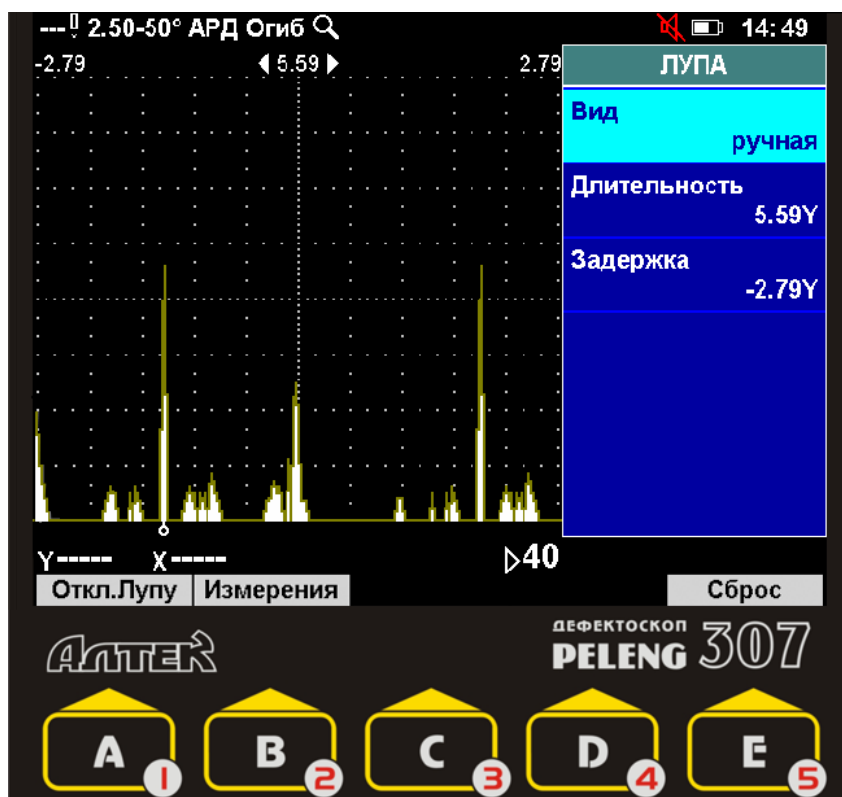 --- 2.50-50° АРД Огиб 14:49
-2.79 5.59 2.79
ЛУПА
Вид
ручная
Длительность
5.59Y
Задержка
-2.79Y
Y----- X----- 40
Откл.Лупу Измерения Сброс
АЛТЕК
ДЕФЕКТОСКОП
PELENG 307
A 1 B 2 C 3 D 4 E 5